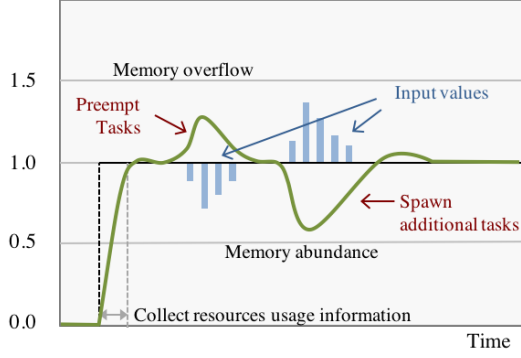 1.5
Memory overflow
Preempt
Tasks
Input values
1.0
Spawn
additional tasks
0.5
Memory abundance
0.0
Collect resources usage information
Time